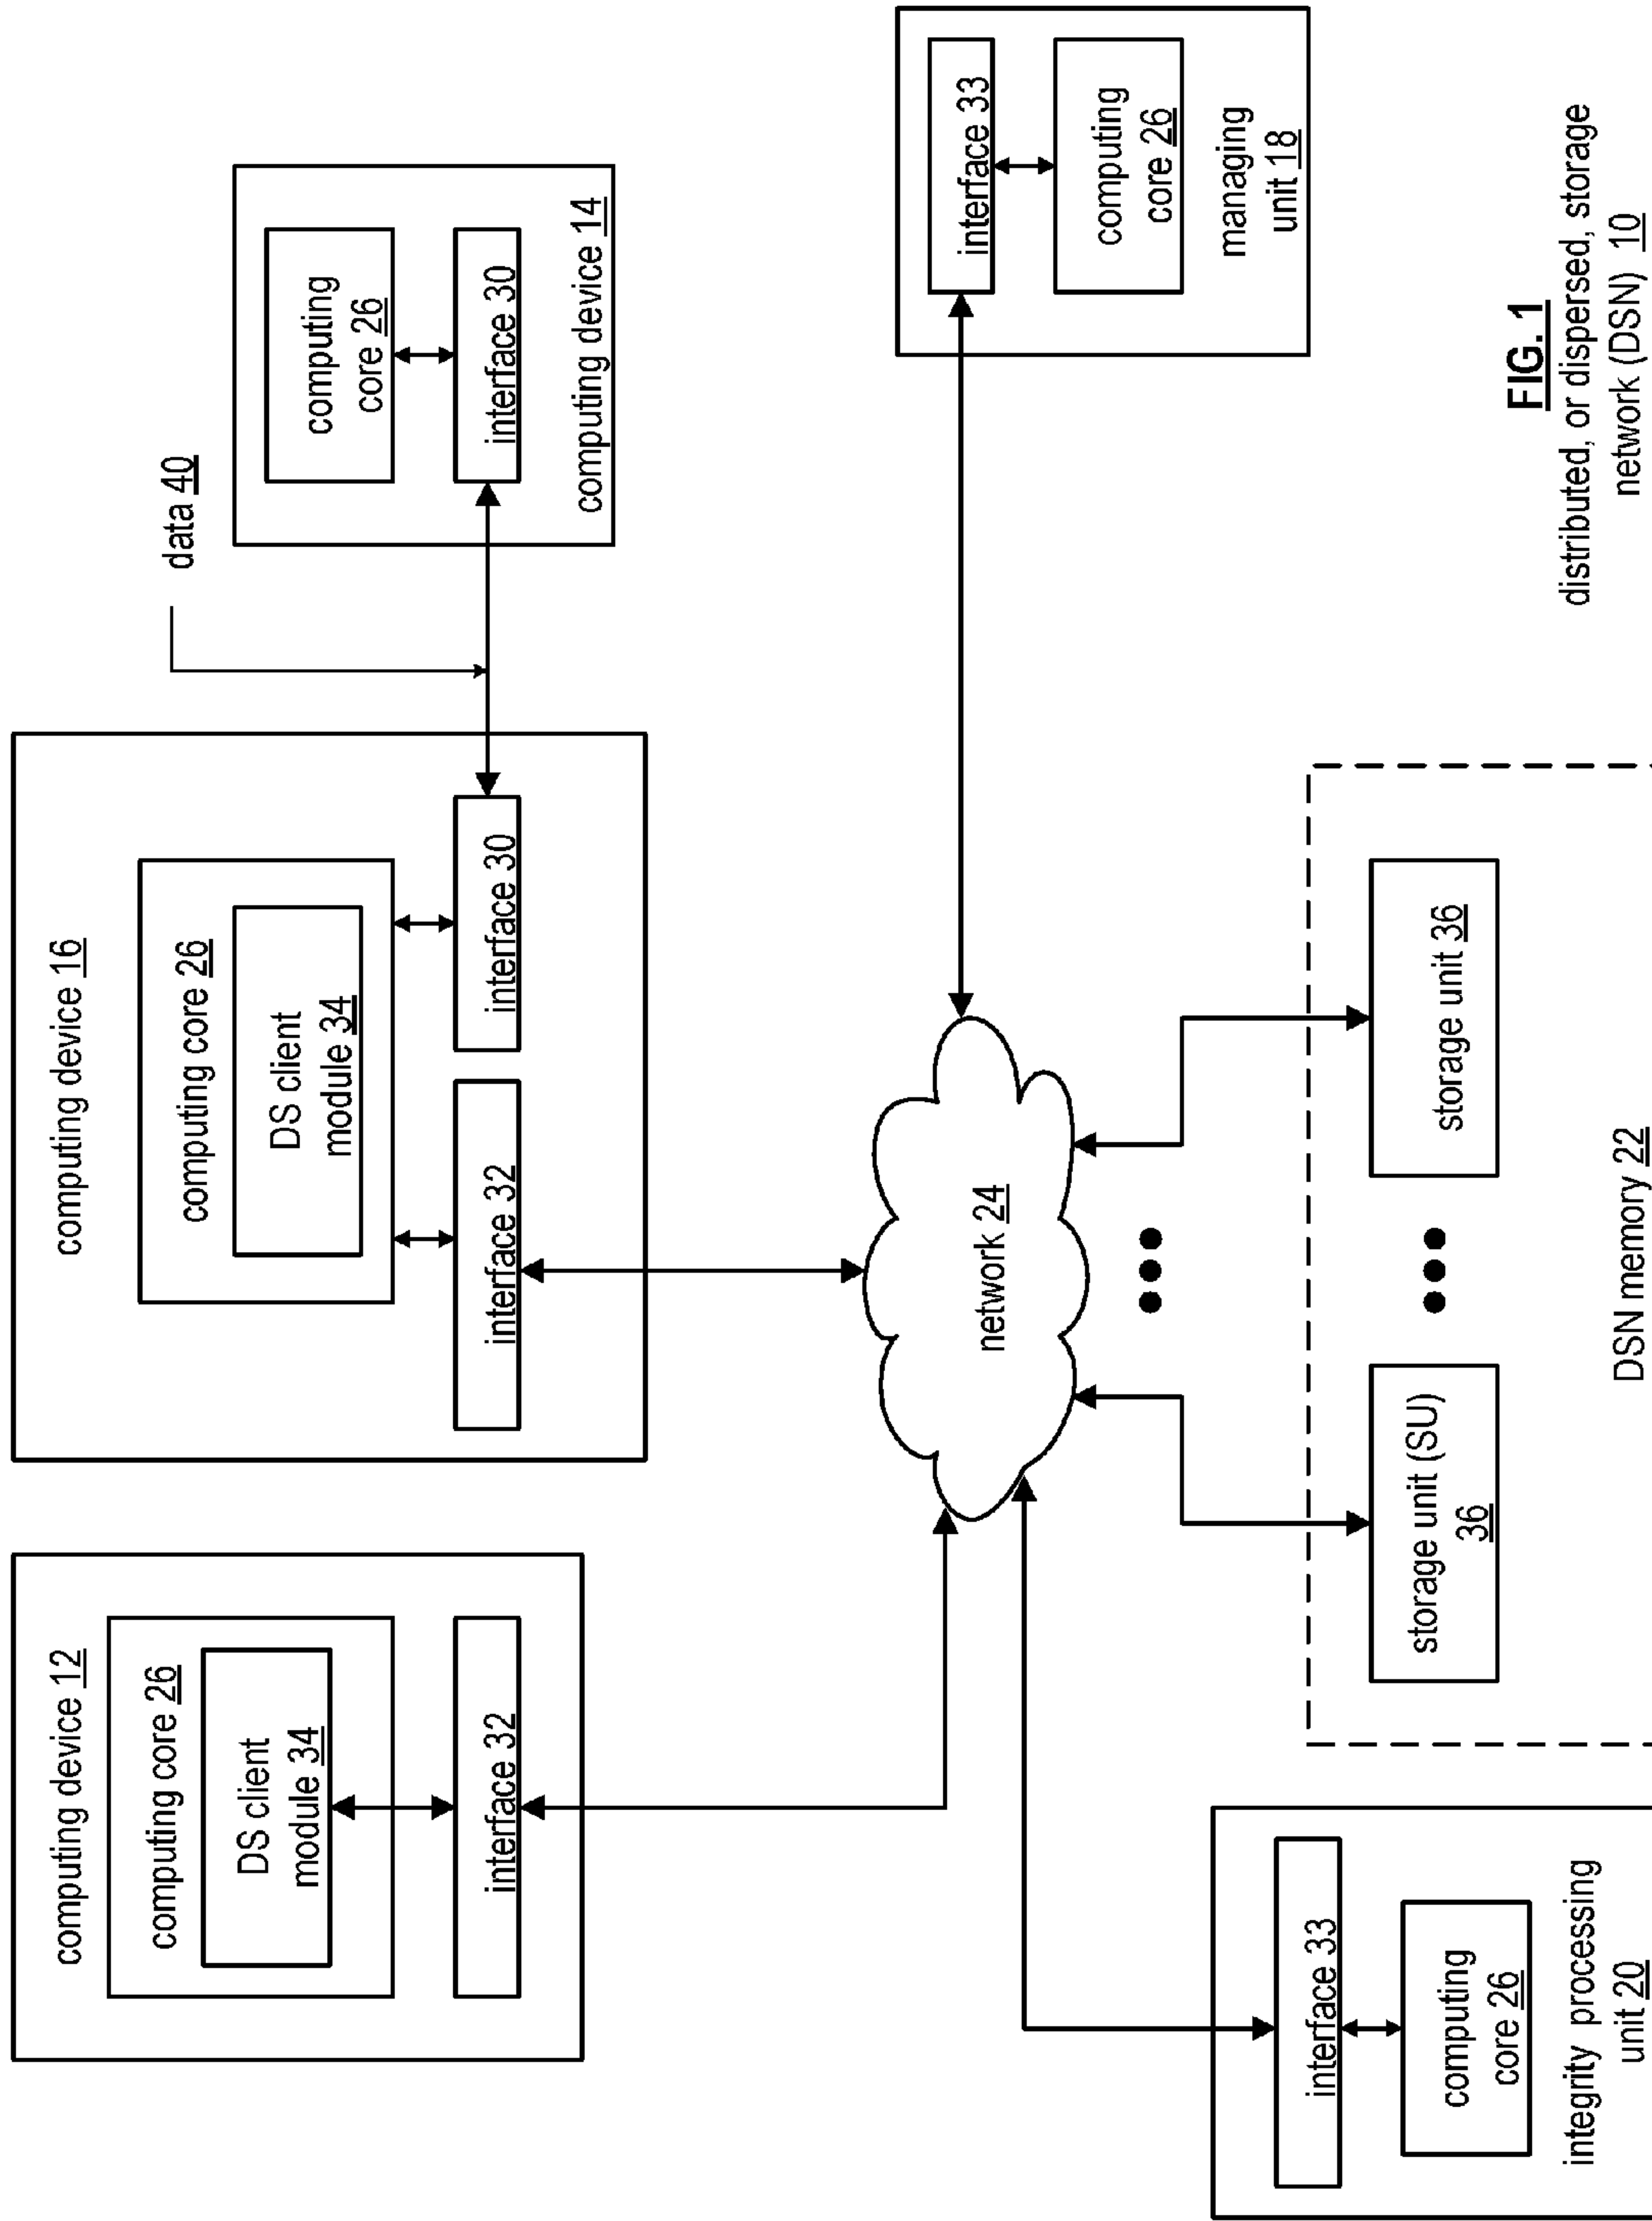 computing device 12
computing core 26
DS client
module 34
interface 32
computing device 16
computing core 26
DS client
module 34
interface 32
interface 30
data 40
computing
core 26
interface 30
computing device 14
network 24
interface 33
computing
core 26
managing
unit 18
interface 33
computing
core 26
integrity processing
unit 20
storage unit (SU)
36
storage unit 36
DSN memory 22
FIG. 1
distributed, or dispersed, storage
network (DSN) 10